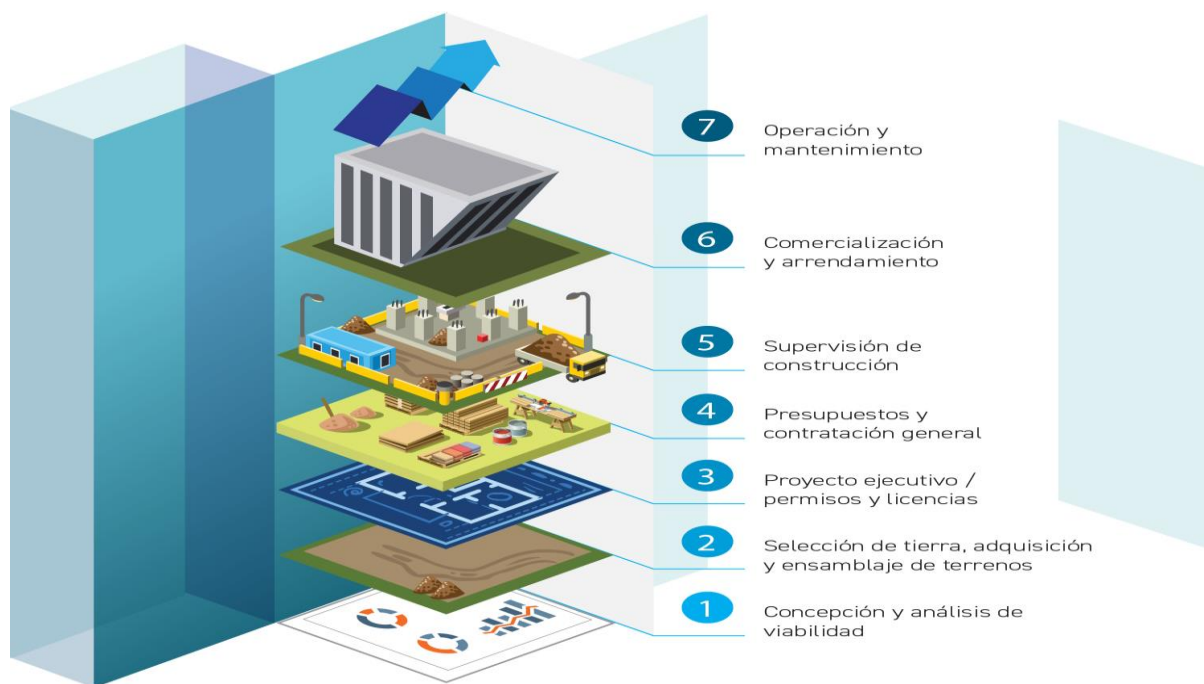 7
Operación y
mantenimiento
6
Comercialización
y arrendamiento
5
Supervisión de
construcción
4
Presupuestos y
contratación general
3
Proyecto ejecutivo /
permisos y licencias
2
Selección de tierra, adquisición
y ensamblaje de terrenos
1
Concepción y análisis de
viabilidad